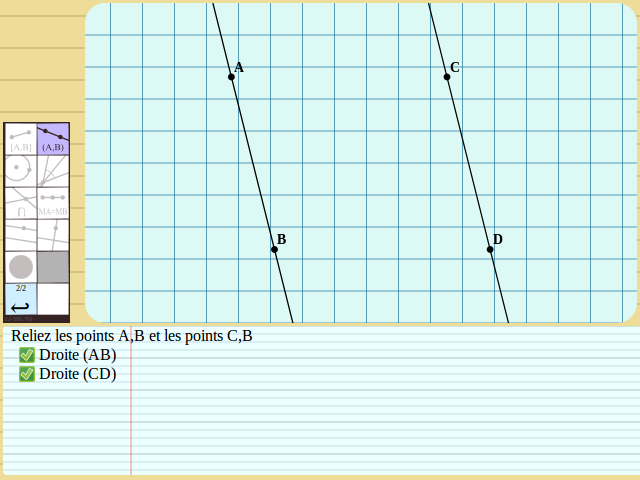 A
C
B
D
[A,B]
(A,B)
MA=MB
2/2
Reliez les points A,B et les points C,B
Droite (AB)
Droite (CD)